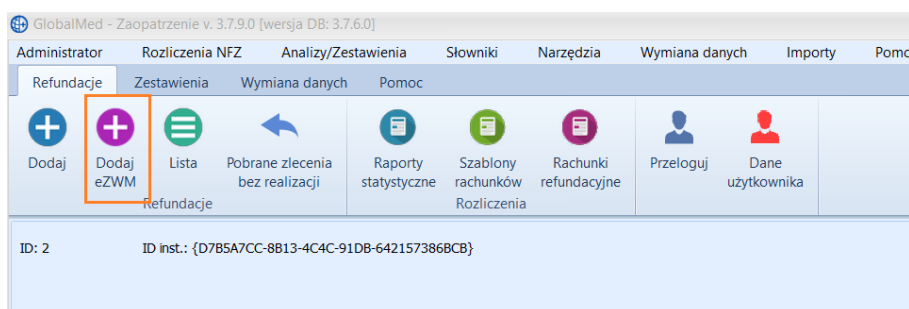 GlobalMed - Zaopatrzenie v. 3.7.9.0 [wersja DB: 3.7.6.0]
Administrator Rozliczenia NFZ Analizy/Zestawienia Słowniki Narzędzia Wymiana danych Importy Pomo
Refundacje Zestawienia Wymiana danych Pomoc
Dodaj Dodaj eZWM Lista Pobrane zlecenia bez realizacji Raporty statystyczne Szablony rachunków Rachunki refundacyjne Przeloguj Dane użytkownika
Refundacje Rozliczenia
ID: 2 ID inst.: {D7B5A7CC-8B13-4C4C-91DB-642157386BCB}